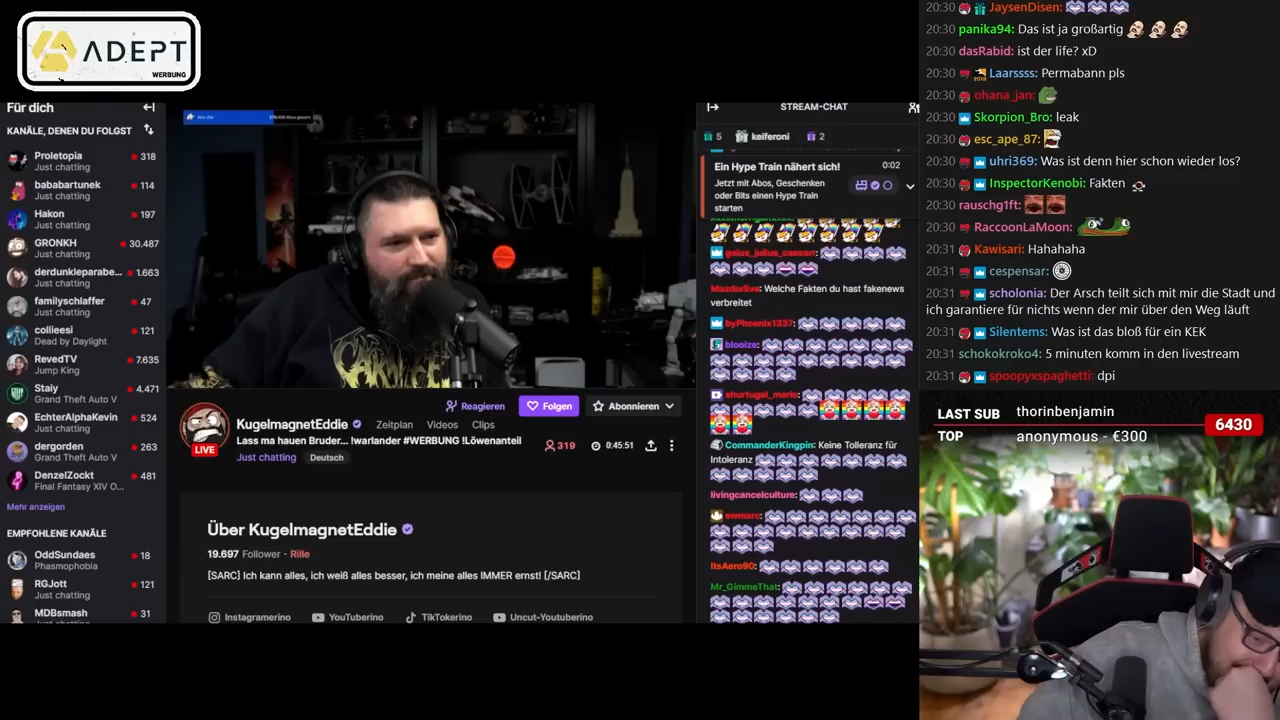 ADEPT
WERBUNG
Für dich
KANÄLE, DENEN DU FOLGST
Proletopia 318
Just chatting
bababartunek 114
Just chatting
Hakon 197
Just chatting
GRONKH 30.487
Just chatting
derdunkleparabe... 1.663
Just chatting
familyschlaffer 47
Just chatting
collieesi 121
Dead by Daylight
RevedTV 7.635
Jump King
Staiy 4.471
Grand Theft Auto V
EchterAlphaKevin 524
Just chatting
dergorden 263
Grand Theft Auto V
DenzelZockt 481
Final Fantasy XIV O...
Mehr anzeigen
EMPFOHLENE KANÄLE
OddSundaes 18
Phasmophobia
RGJott 121
Just chatting
MDBsmash 31
Just chatting
LIVE
KugelmagnetEddie
Zeitplan Videos Clips
Reagieren
Folgen
Abonnieren
Lass ma hauen Bruder... !warlander #WERBUNG !Löwenanteil
319 0:45:51
Just chatting Deutsch
Über KugelmagnetEddie
19.697 Follower · Rille
[SARC] Ich kann alles, ich weiß alles besser, ich meine alles IMMER ernst! [/SARC]
Instagramerino YouTuberino TikTokerino Uncut-Youtuberino
STREAM-CHAT
5 keiferoni 2
Ein Hype Train nähert sich! 0:02
Jetzt mit Abos, Geschenken
oder Bits einen Hype Train
starten
gaius_julius_caesarr:
Mazdorlive: Welche Fakten du hast fakenews
verbreitet
byPhoenix1337:
blooize:
shurtugal_mario:
CommanderKingpin: Keine Tolleranz für
Intoleranz
livingcancelculture:
swmarc:
ItsAero90:
Mr_GimmeThat:
20:30 JaysenDisen:
20:30 panika94: Das ist ja großartig
20:30 dasRabid: ist der life? xD
20:30 Laarssss: Permabann pls
20:30 ohana_jan:
20:30 Skorpion_Bro: leak
20:30 esc_ape_87:
20:30 uhri369: Was ist denn hier schon wieder los?
20:30 InspectorKenobi: Fakten
20:30 rauschg1ft:
20:30 RaccoonLaMoon:
20:31 Kawisari: Hahahaha
20:31 cespensar:
20:31 scholonia: Der Arsch teilt sich mit mir die Stadt und
ich garantiere für nichts wenn der mir über den Weg läuft
20:31 Silentems: Was ist das bloß für ein KEK
20:31 schokokroko4: 5 minuten komm in den livestream
20:31 spoopyxspaghetti: dpi
LAST SUB thorinbenjamin
TOP anonymous - €300
6430